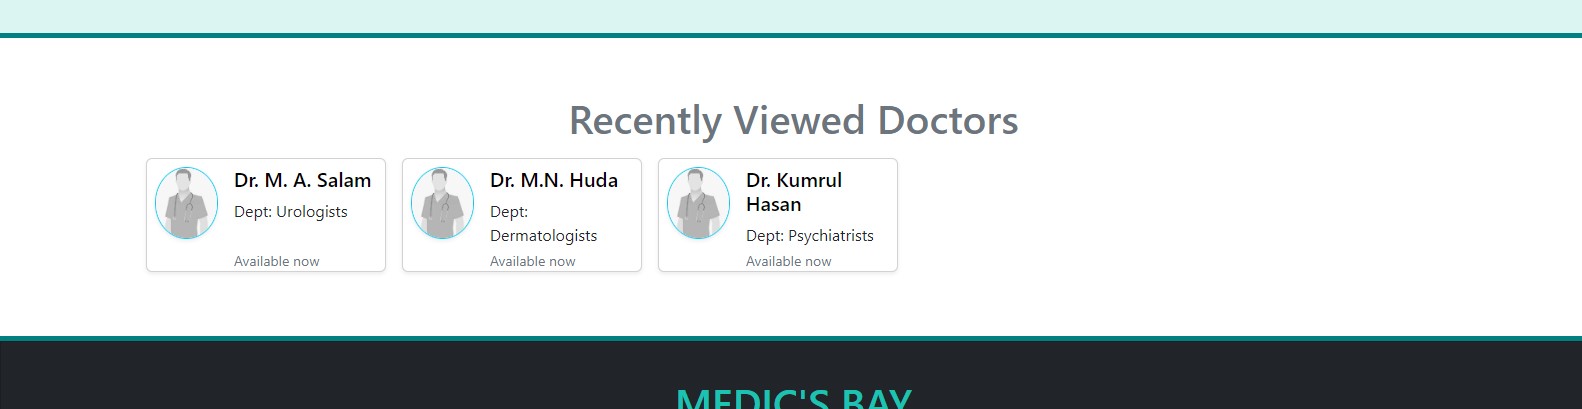 Recently Viewed Doctors
Dr. M. A. Salam
Dept: Urologists
Available now
Dr. M.N. Huda
Dept:
Dermatologists
Available now
Dr. Kumrul
Hasan
Dept: Psychiatrists
Available now
MEDIC'S BAY